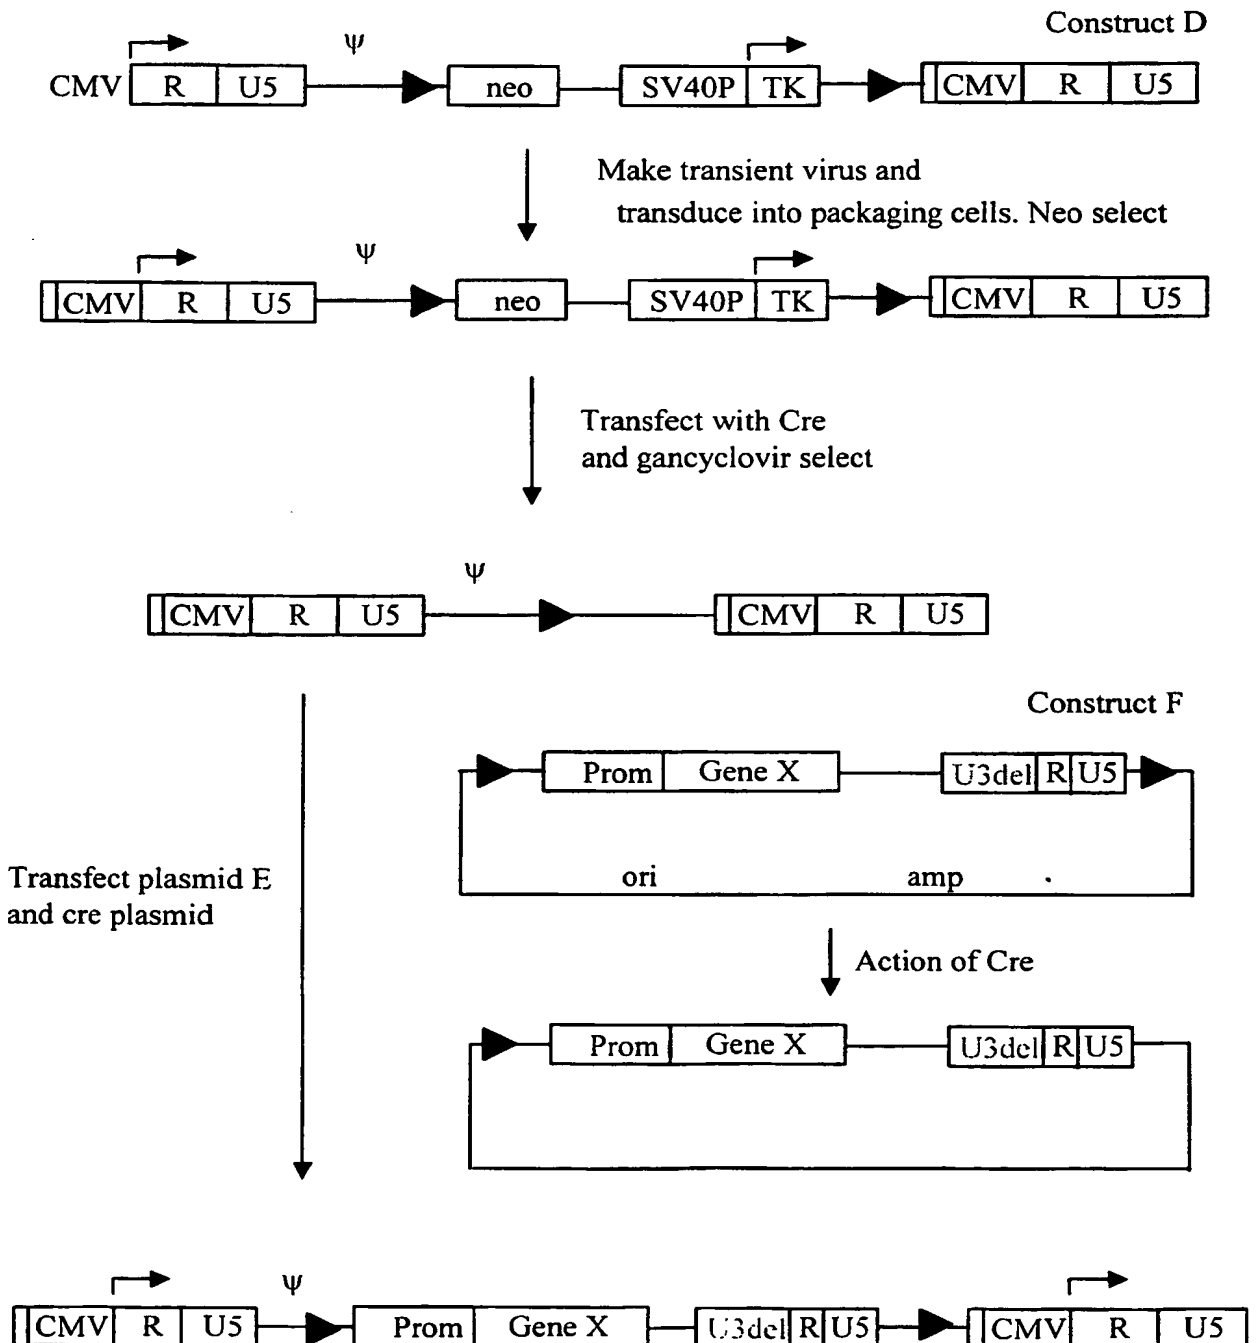 Construct D
ψ
CMV R U5 neo SV40P TK CMV R U5
Make transient virus and
transduce into packaging cells. Neo select
ψ
CMV R U5 neo SV40P TK CMV R U5
Transfect with Cre
and gancyclovir select
ψ
CMV R U5 CMV R U5
Construct F
Prom Gene X U3del R U5
ori amp
Transfect plasmid E
and cre plasmid
Action of Cre
Prom Gene X U3del R U5
ψ
CMV R U5 Prom Gene X U3del R U5 CMV R U5